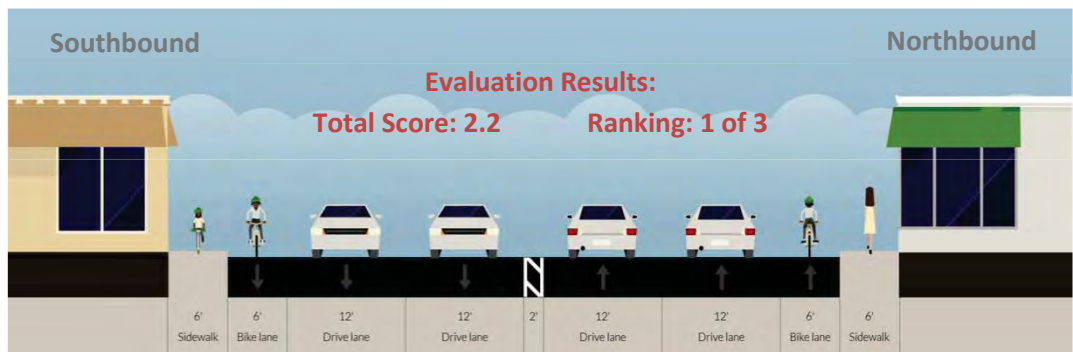 Southbound
Northbound
Evaluation Results:
Total Score: 2.2 Ranking: 1 of 3
6' 6' 12' 12' 2' 12' 12' 6' 6'
Sidewalk Bike lane Drive lane Drive lane Drive lane Drive lane Bike lane Sidewalk